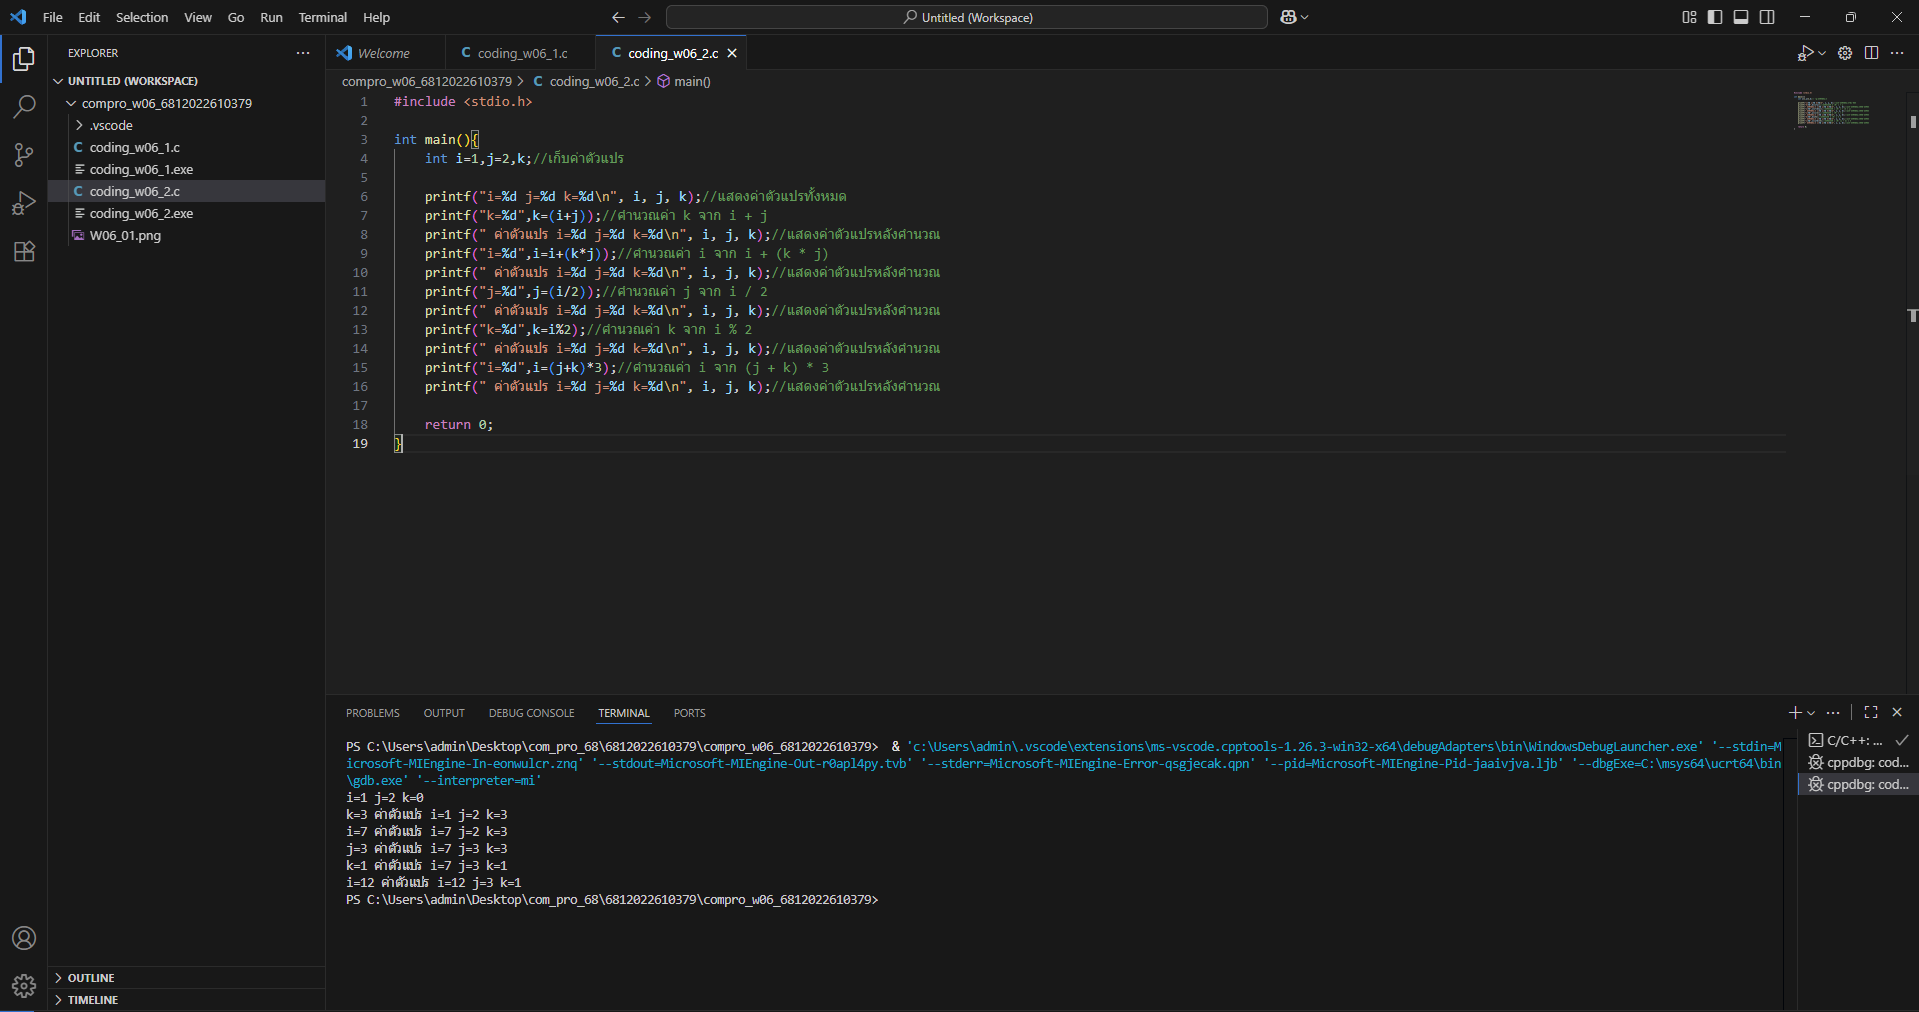 File Edit Selection View Go Run Terminal Help
Untitled (Workspace)
EXPLORER
UNTITLED (WORKSPACE)
compro_w06_6812022610379
.vscode
C coding_w06_1.c
coding_w06_1.exe
C coding_w06_2.c
coding_w06_2.exe
W06_01.png
OUTLINE
TIMELINE
Welcome
C coding_w06_1.c
C coding_w06_2.c
compro_w06_6812022610379 > C coding_w06_2.c > main()
1 #include <stdio.h>
2
3 int main(){
4 int i=1,j=2,k;//เก็บค่าตัวแปร
5
6 printf("i=%d j=%d k=%d\n", i, j, k);//แสดงค่าตัวแปรทั้งหมด
7 printf("k=%d",k=(i+j));//คำนวณค่า k จาก i + j
8 printf(" ค่าตัวแปร i=%d j=%d k=%d\n", i, j, k);//แสดงค่าตัวแปรหลังคำนวณ
9 printf("i=%d",i=i+(k*j));//คำนวณค่า i จาก i + (k * j)
10 printf(" ค่าตัวแปร i=%d j=%d k=%d\n", i, j, k);//แสดงค่าตัวแปรหลังคำนวณ
11 printf("j=%d",j=(i/2));//คำนวณค่า j จาก i / 2
12 printf(" ค่าตัวแปร i=%d j=%d k=%d\n", i, j, k);//แสดงค่าตัวแปรหลังคำนวณ
13 printf("k=%d",k=i%2);//คำนวณค่า k จาก i % 2
14 printf(" ค่าตัวแปร i=%d j=%d k=%d\n", i, j, k);//แสดงค่าตัวแปรหลังคำนวณ
15 printf("i=%d",i=(j+k)*3);//คำนวณค่า i จาก (j + k) * 3
16 printf(" ค่าตัวแปร i=%d j=%d k=%d\n", i, j, k);//แสดงค่าตัวแปรหลังคำนวณ
17
18 return 0;
19 }
PROBLEMS OUTPUT DEBUG CONSOLE TERMINAL PORTS
PS C:\Users\admin\Desktop\com_pro_68\6812022610379\compro_w06_6812022610379> & 'c:\Users\admin\.vscode\extensions\ms-vscode.cpptools-1.26.3-win32-x64\debugAdapters\bin\WindowsDebugLauncher.exe' '--stdin=M
icrosoft-MIEngine-In-eonwulcr.znq' '--stdout=Microsoft-MIEngine-Out-r0apl4py.tvb' '--stderr=Microsoft-MIEngine-Error-qsgjecak.qpn' '--pid=Microsoft-MIEngine-Pid-jaaivjva.ljb' '--dbgExe=C:\msys64\ucrt64\bin
\gdb.exe' '--interpreter=mi'
i=1 j=2 k=0
k=3 ค่าตัวแปร i=1 j=2 k=3
i=7 ค่าตัวแปร i=7 j=2 k=3
j=3 ค่าตัวแปร i=7 j=3 k=3
k=1 ค่าตัวแปร i=7 j=3 k=1
i=12 ค่าตัวแปร i=12 j=3 k=1
PS C:\Users\admin\Desktop\com_pro_68\6812022610379\compro_w06_6812022610379>
C/C++: ...
cppdbg: cod...
cppdbg: cod...